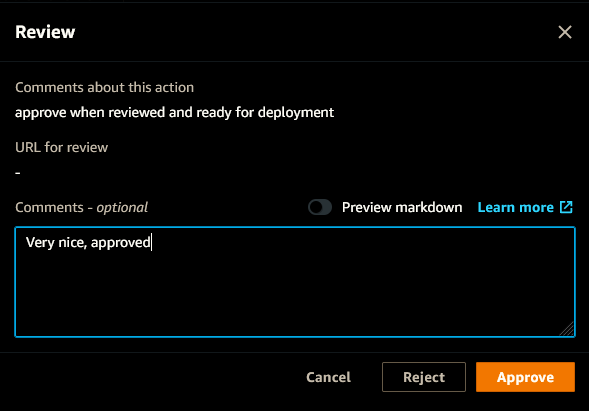 Review
Comments about this action
approve when reviewed and ready for deployment
URL for review
-
Comments - optional
Preview markdown
Learn more
Very nice, approved
Cancel
Reject
Approve